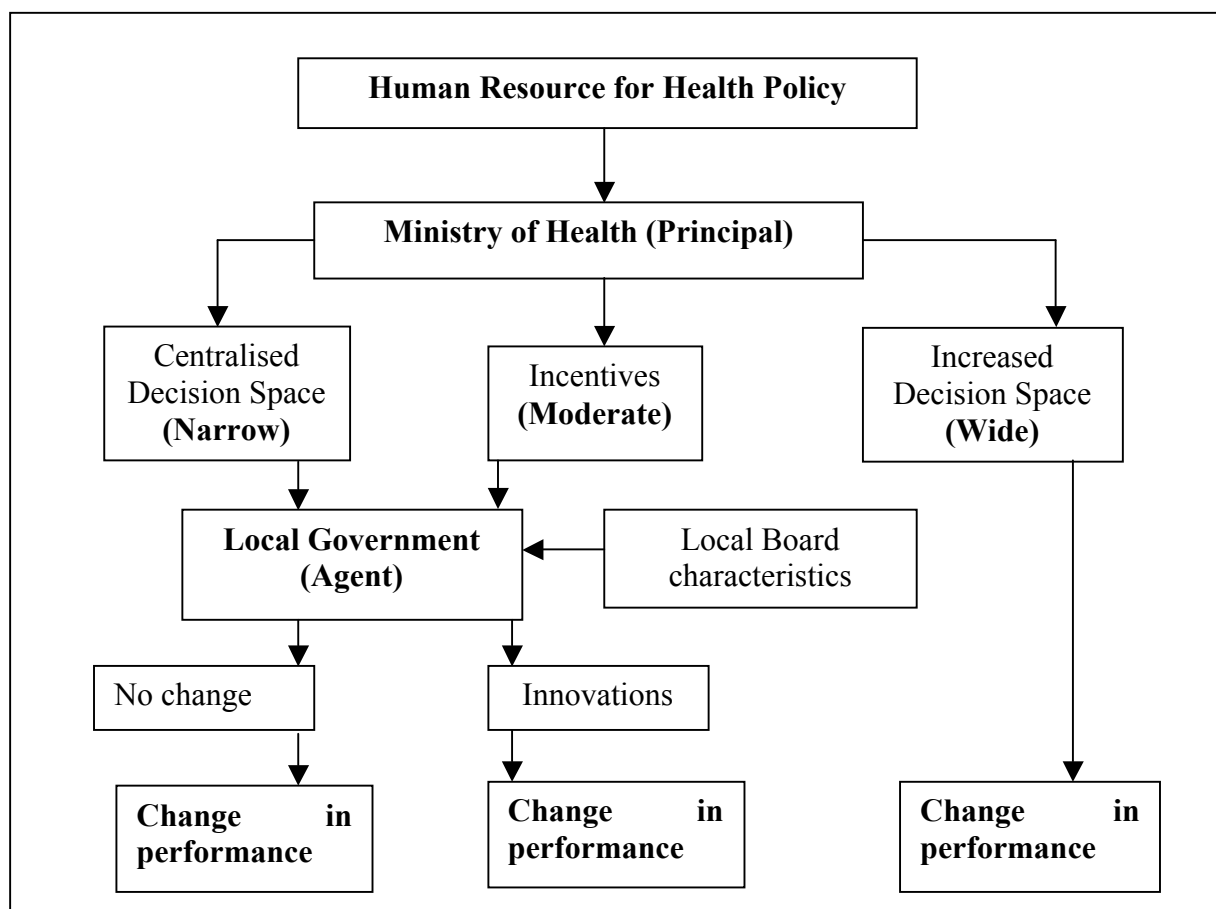 Human Resource for Health Policy
Ministry of Health (Principal)
Centralised
Decision Space
(Narrow)
Incentives
(Moderate)
Increased
Decision Space
(Wide)
Local Government
(Agent)
Local Board
characteristics
No change
Innovations
Change in
performance
Change in
performance
Change in
performance